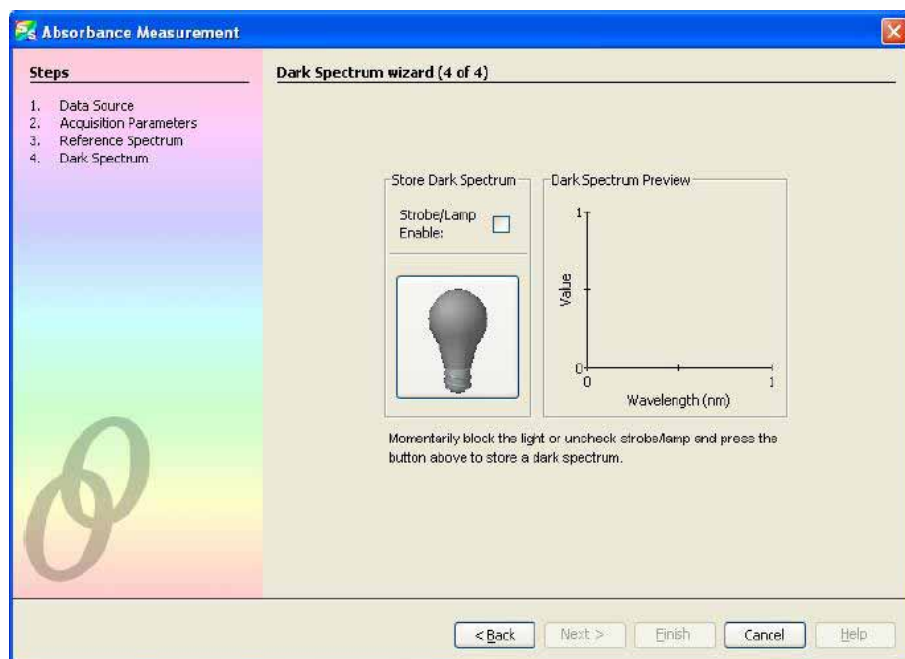 Absorbance Measurement
Steps
1. Data Source
2. Acquisition Parameters
3. Reference Spectrum
4. Dark Spectrum
Dark Spectrum wizard (4 of 4)
Store Dark Spectrum
Strobe/Lamp
Enable:
Dark Spectrum Preview
1
Value
0
0
1
Wavelength (nm)
Momentarily block the light or uncheck strobe/lamp and press the
button above to store a dark spectrum.
< Back
Next >
Finish
Cancel
Help